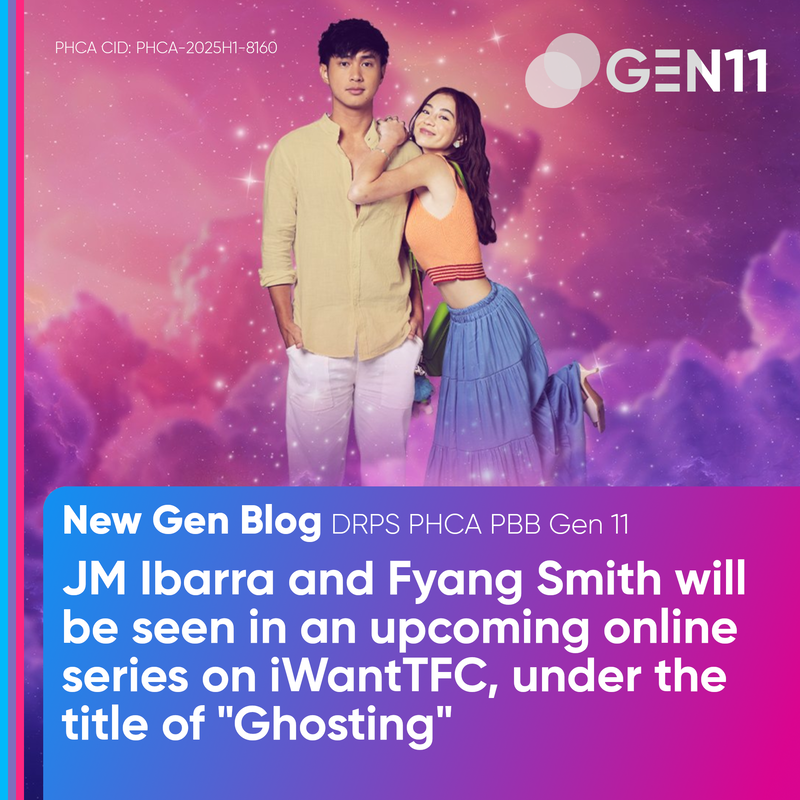 PHCA CID: PHCA-2025H1-8160
GEN11
New Gen Blog DRPS PHCA PBB Gen 11
JM Ibarra and Fyang Smith will
be seen in an upcoming online
series on iWantTFC, under the
title of "Ghosting"